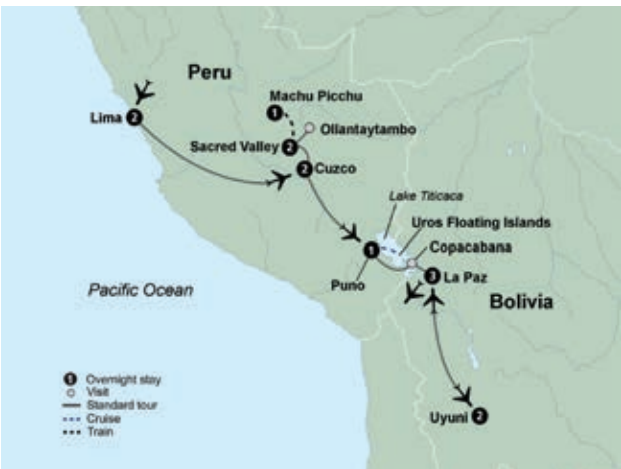 Peru
Machu Picchu
1
Lima 2
Ollantaytambo
Sacred Valley 2
2 Cuzco
Lake Titicaca
Uros Floating Islands
1
Copacabana
Puno
3 La Paz
Pacific Ocean
Bolivia
1 Overnight stay
Visit
Standard tour
Cruise
Train
Uyuni 2